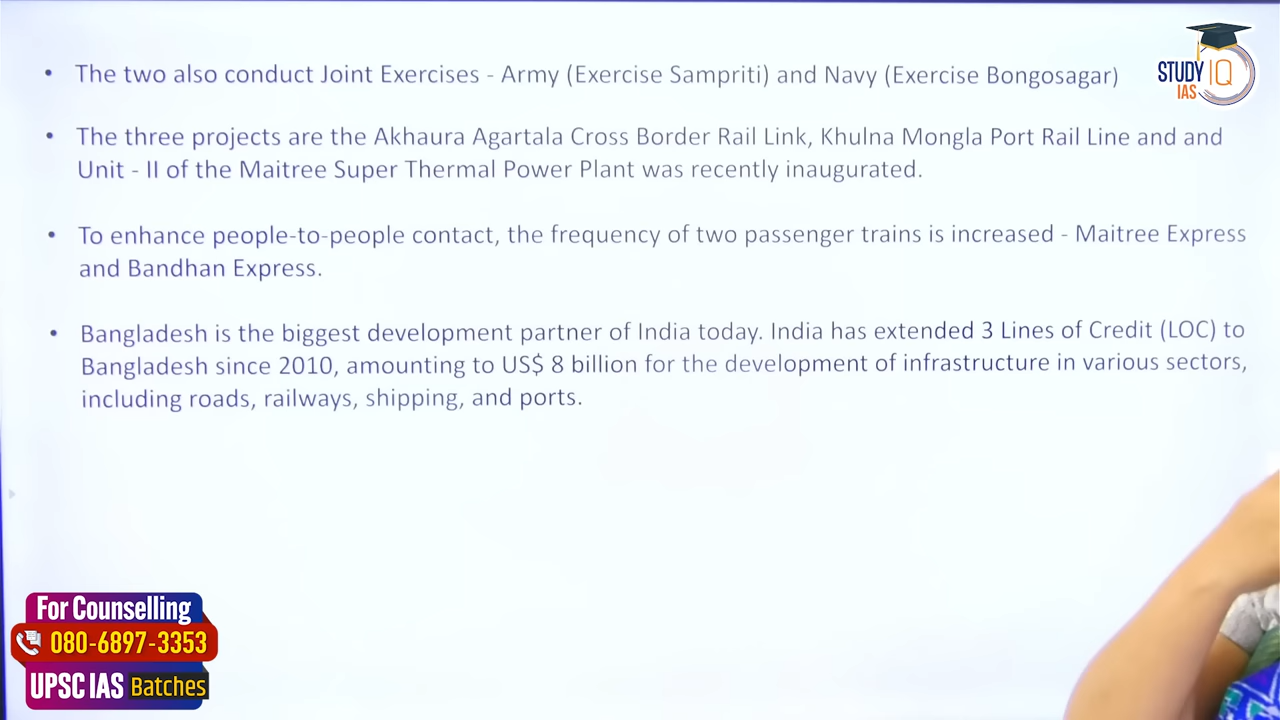 • The two also conduct Joint Exercises - Army (Exercise Sampriti) and Navy (Exercise Bongosagar)
STUDY IQ
IAS
• The three projects are the Akhaura Agartala Cross Border Rail Link, Khulna Mongla Port Rail Line and and
Unit - II of the Maitree Super Thermal Power Plant was recently inaugurated.
• To enhance people-to-people contact, the frequency of two passenger trains is increased - Maitree Express
and Bandhan Express.
• Bangladesh is the biggest development partner of India today. India has extended 3 Lines of Credit (LOC) to
Bangladesh since 2010, amounting to US$ 8 billion for the development of infrastructure in various sectors,
including roads, railways, shipping, and ports.
For Counselling
080-6897-3353
UPSC IAS Batches